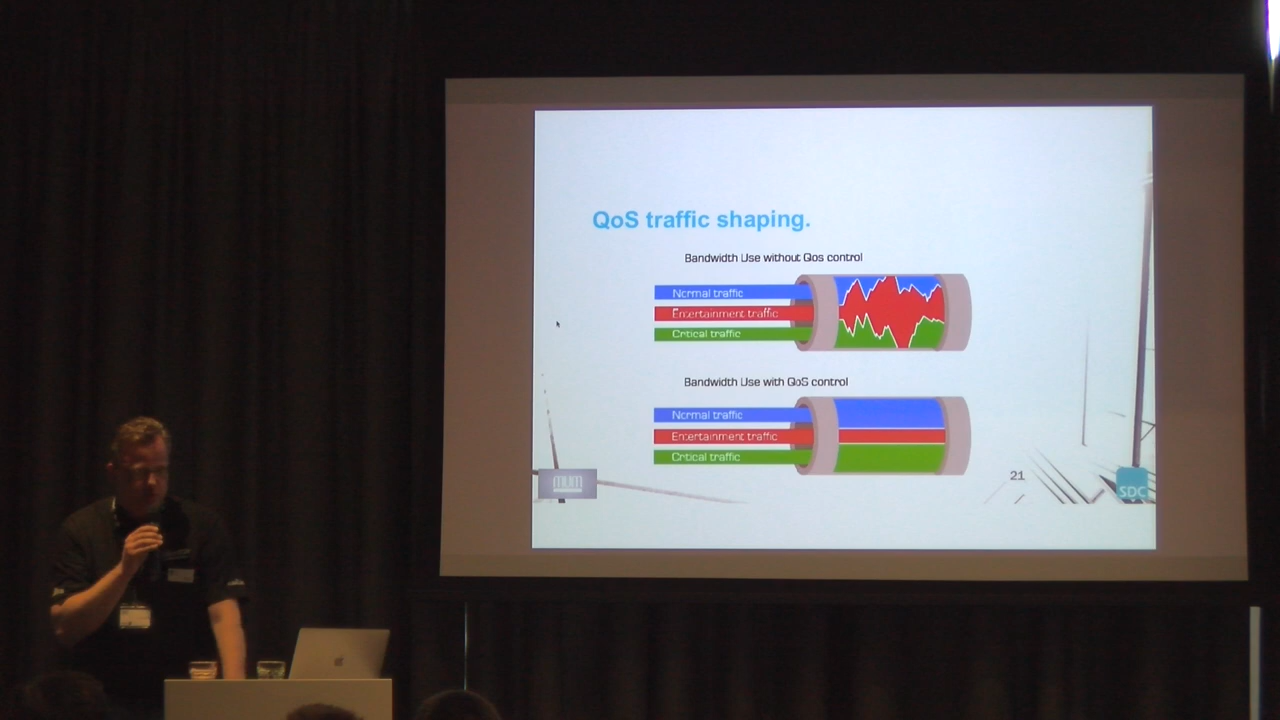 QoS traffic shaping.
Bandwidth Use without Qos control
Normal traffic
Entertainment traffic
Critical traffic
Bandwidth Use with QoS control
Normal traffic
Entertainment traffic
Critical traffic
21
mum
SDC